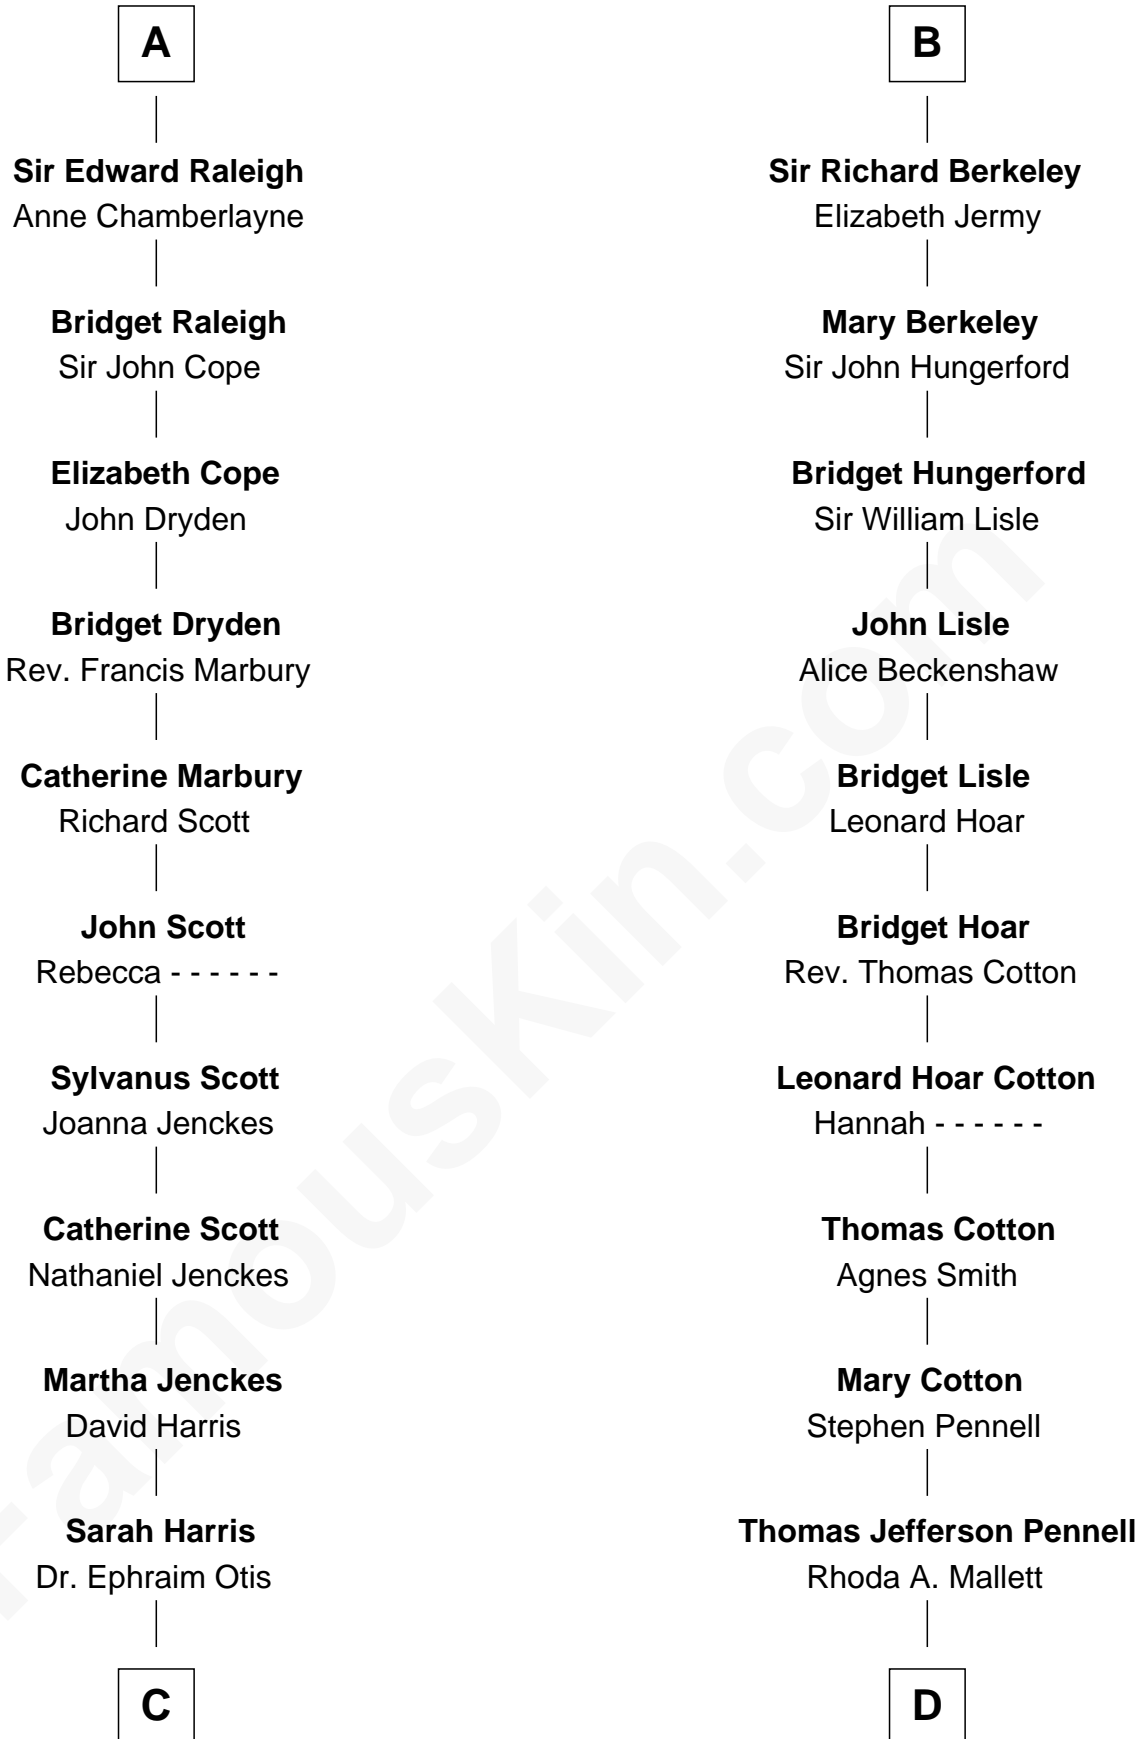 A
Sir Edward Raleigh
Anne Chamberlayne
Bridget Raleigh
Sir John Cope
Elizabeth Cope
John Dryden
Bridget Dryden
Rev. Francis Marbury
Catherine Marbury
Richard Scott
John Scott
Rebecca - - - - - -
Sylvanus Scott
Joanna Jenckes
Catherine Scott
Nathaniel Jenckes
Martha Jenckes
David Harris
Sarah Harris
Dr. Ephraim Otis
C
B
Sir Richard Berkeley
Elizabeth Jermy
Mary Berkeley
Sir John Hungerford
Bridget Hungerford
Sir William Lisle
John Lisle
Alice Beckenshaw
Bridget Lisle
Leonard Hoar
Bridget Hoar
Rev. Thomas Cotton
Leonard Hoar Cotton
Hannah - - - - - -
Thomas Cotton
Agnes Smith
Mary Cotton
Stephen Pennell
Thomas Jefferson Pennell
Rhoda A. Mallett
D
FamousKin.com